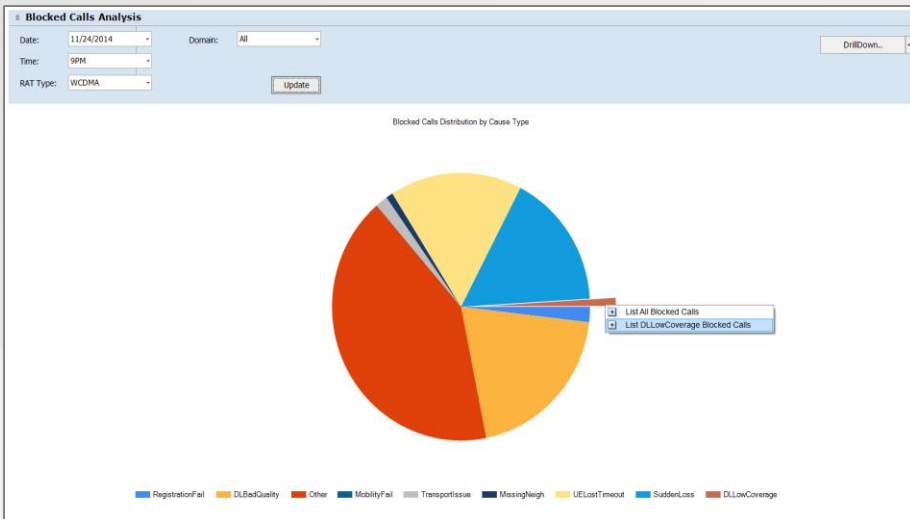 Blocked Calls Analysis
Date: 11/24/2014 Domain: All
DrillDown...
Time: 9PM
RAT Type: WCDMA Update
Blocked Calls Distribution by Cause Type
List All Blocked Calls
List DLLowCoverage Blocked Calls
RegistrationFail DLBadQuality Other MobilityFail TransportIssue MissingNeigh UELostTimeout SuddenLoss DLLowCoverage